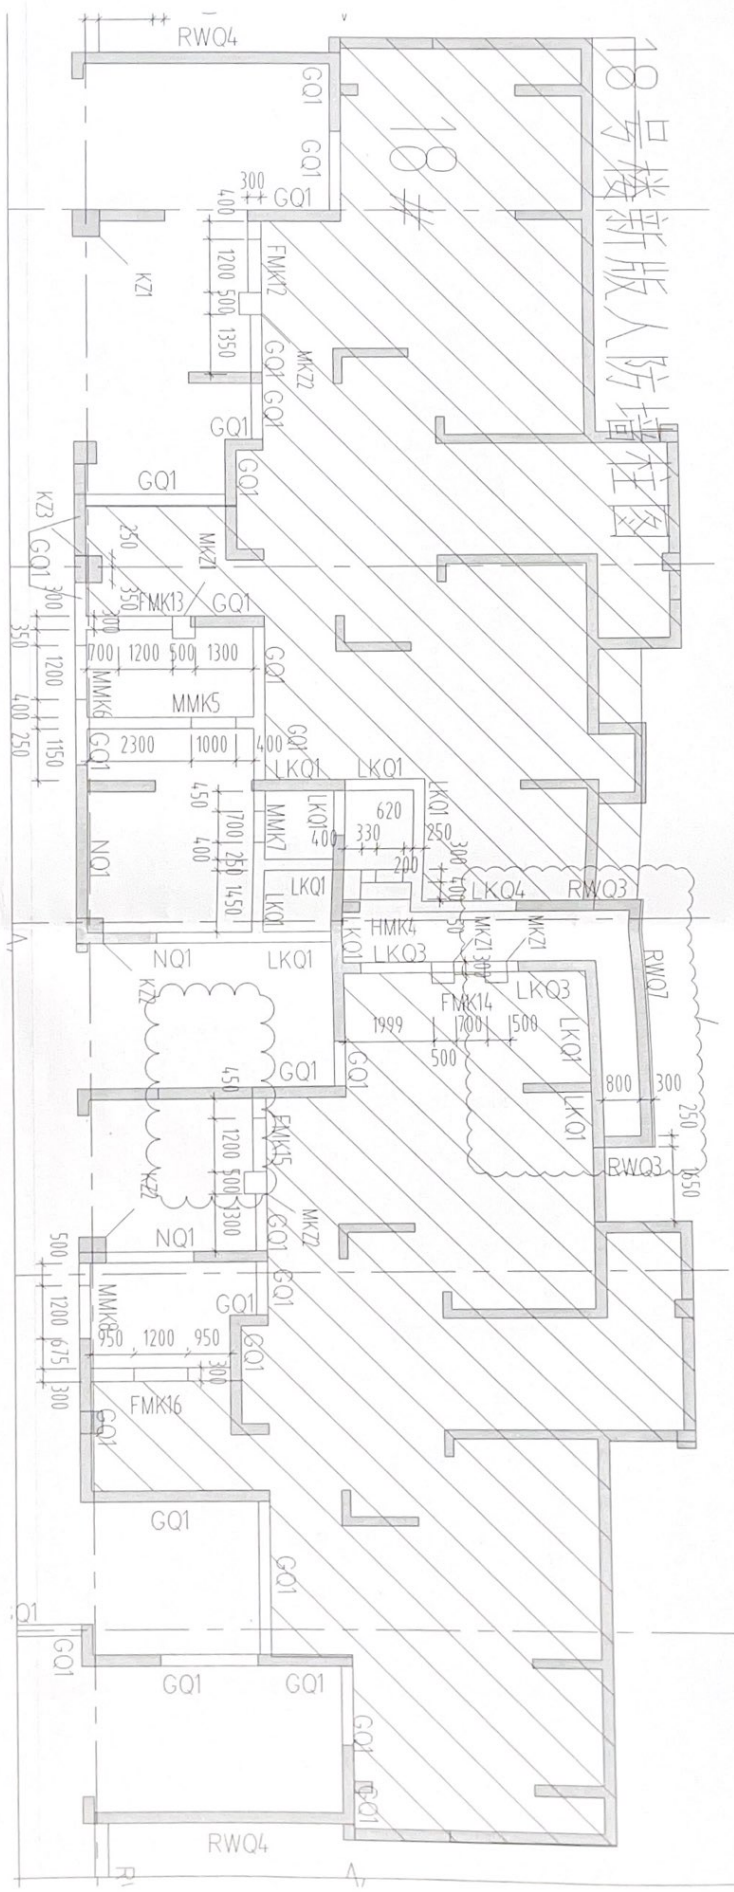 RWQ4
18号楼新版人防墙柱图
GQ1
18#
GQ1
300
GQ1
400
KZ1
1200
FMK12
500
1350
MKZ2
GQ1
GQ1
GQ1
GQ1
GQ1
KZ3
GQ1
250
MKZ1
300
350
FMK13
GQ1
300
350
700
1200
500
1300
GQ1
1200
MMK6
MMK5
400
GQ1
2300
1000
400
GQ1
1150
250
LKQ1
LKQ1
LKQ1
450
LKQ1
620
MMK7
700
400
330
250
NQ1
400
250
200
300
LKQ1
400
LKQ4
RWQ3
1450
LKQ1
HMK4
50
MKZ1
MKZ1
NQ1
LKQ1
LKQ3
300
RWQ7
KZ2
FMK14
LKQ3
1999
700
500
LKQ1
500
GQ1
GQ1
800
300
450
LKQ1
250
FMK15
1200
RWQ3
500
KZ2
1300
MKZ2
NQ1
GQ1
500
GQ1
MMK8
GQ1
1200
950
1200
950
GQ1
675
300
300
FMK16
GQ1
GQ1
GQ1
GQ1
GQ1
GQ1
GQ1
GQ1
RWQ4